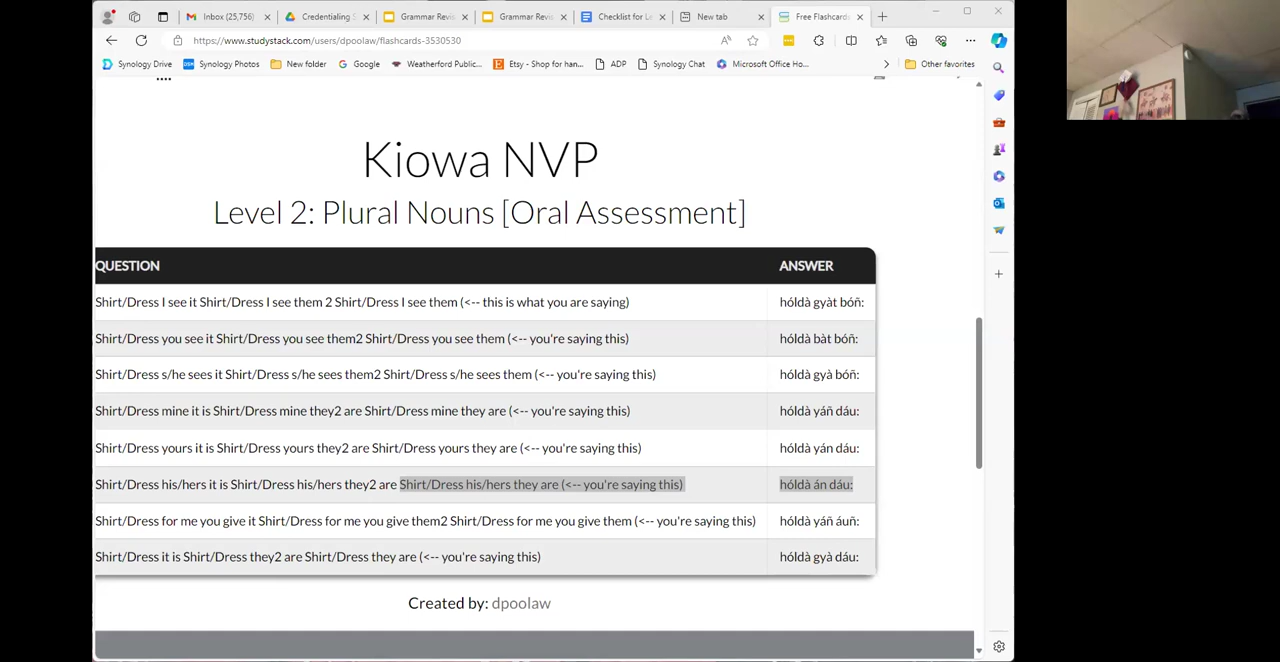 Inbox (25,756)
Credentialing S
Grammar Revis
Grammar Revis
Checklist for Le
New tab
Free Flashcards
https://www.studystack.com/users/dpoolaw/flashcards-3530530
Synology Drive
Synology Photos
New folder
Google
Weatherford Public...
Etsy - Shop for han...
ADP
Synology Chat
Microsoft Office Ho...
Other favorites
Kiowa NVP
Level 2: Plural Nouns [Oral Assessment]
QUESTION ANSWER
Shirt/Dress I see it Shirt/Dress I see them 2 Shirt/Dress I see them (<-- this is what you are saying) hóldà gyàt bóñ:
Shirt/Dress you see it Shirt/Dress you see them2 Shirt/Dress you see them (<-- you're saying this) hóldà bàt bóñ:
Shirt/Dress s/he sees it Shirt/Dress s/he sees them2 Shirt/Dress s/he sees them (<-- you're saying this) hóldà gyà bóñ:
Shirt/Dress mine it is Shirt/Dress mine they2 are Shirt/Dress mine they are (<-- you're saying this) hóldà yáñ dáu:
Shirt/Dress yours it is Shirt/Dress yours they2 are Shirt/Dress yours they are (<-- you're saying this) hóldà yán dáu:
Shirt/Dress his/hers it is Shirt/Dress his/hers they2 are Shirt/Dress his/hers they are (<-- you're saying this) hóldà án dáu:
Shirt/Dress for me you give it Shirt/Dress for me you give them2 Shirt/Dress for me you give them (<-- you're saying this) hóldà yáñ áuñ:
Shirt/Dress it is Shirt/Dress they2 are Shirt/Dress they are (<-- you're saying this) hóldà gyà dáu:
Created by: dpoolaw